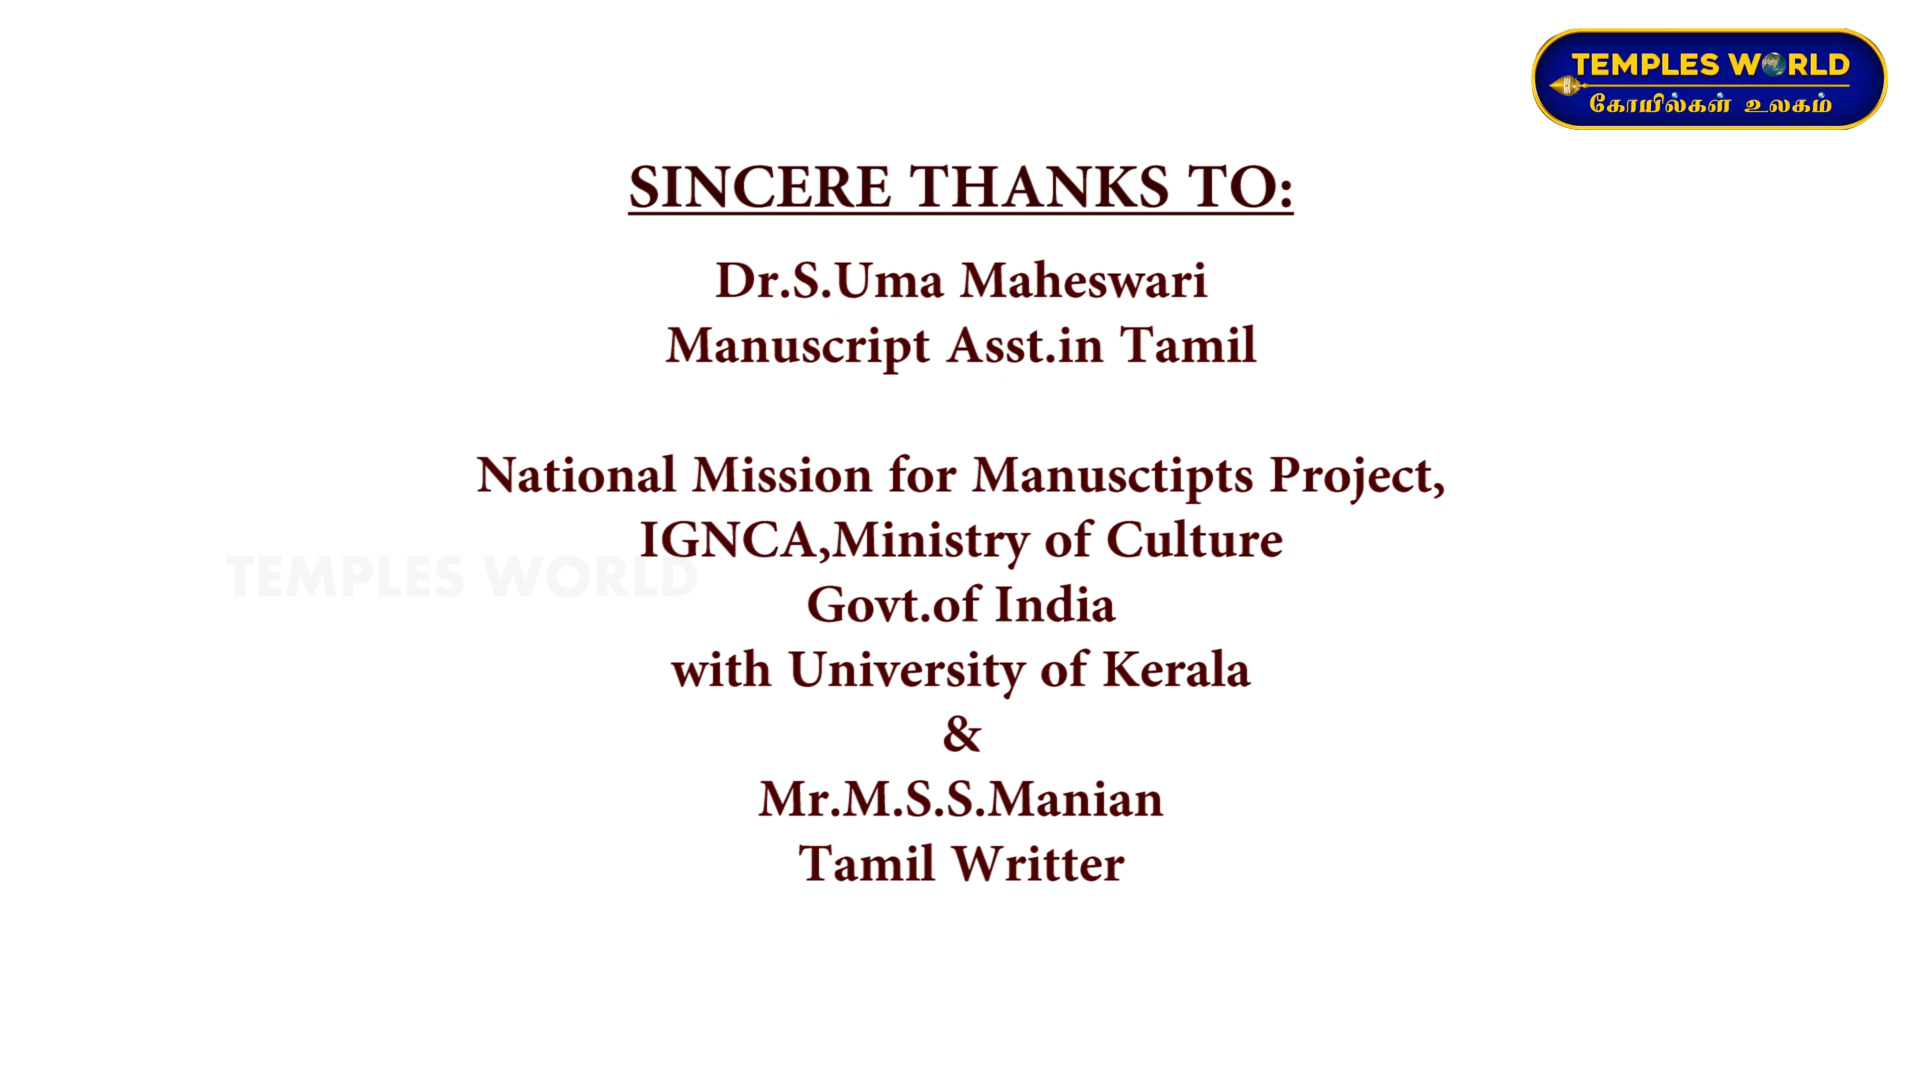 TEMPLES WORLD
கோயில்கள் உலகம்
SINCERE THANKS TO:
Dr.S.Uma Maheswari
Manuscript Asst.in Tamil
National Mission for Manusctipts Project,
IGNCA,Ministry of Culture
TEMPLES WORLD
Govt.of India
with University of Kerala
&
Mr.M.S.S.Manian
Tamil Writter